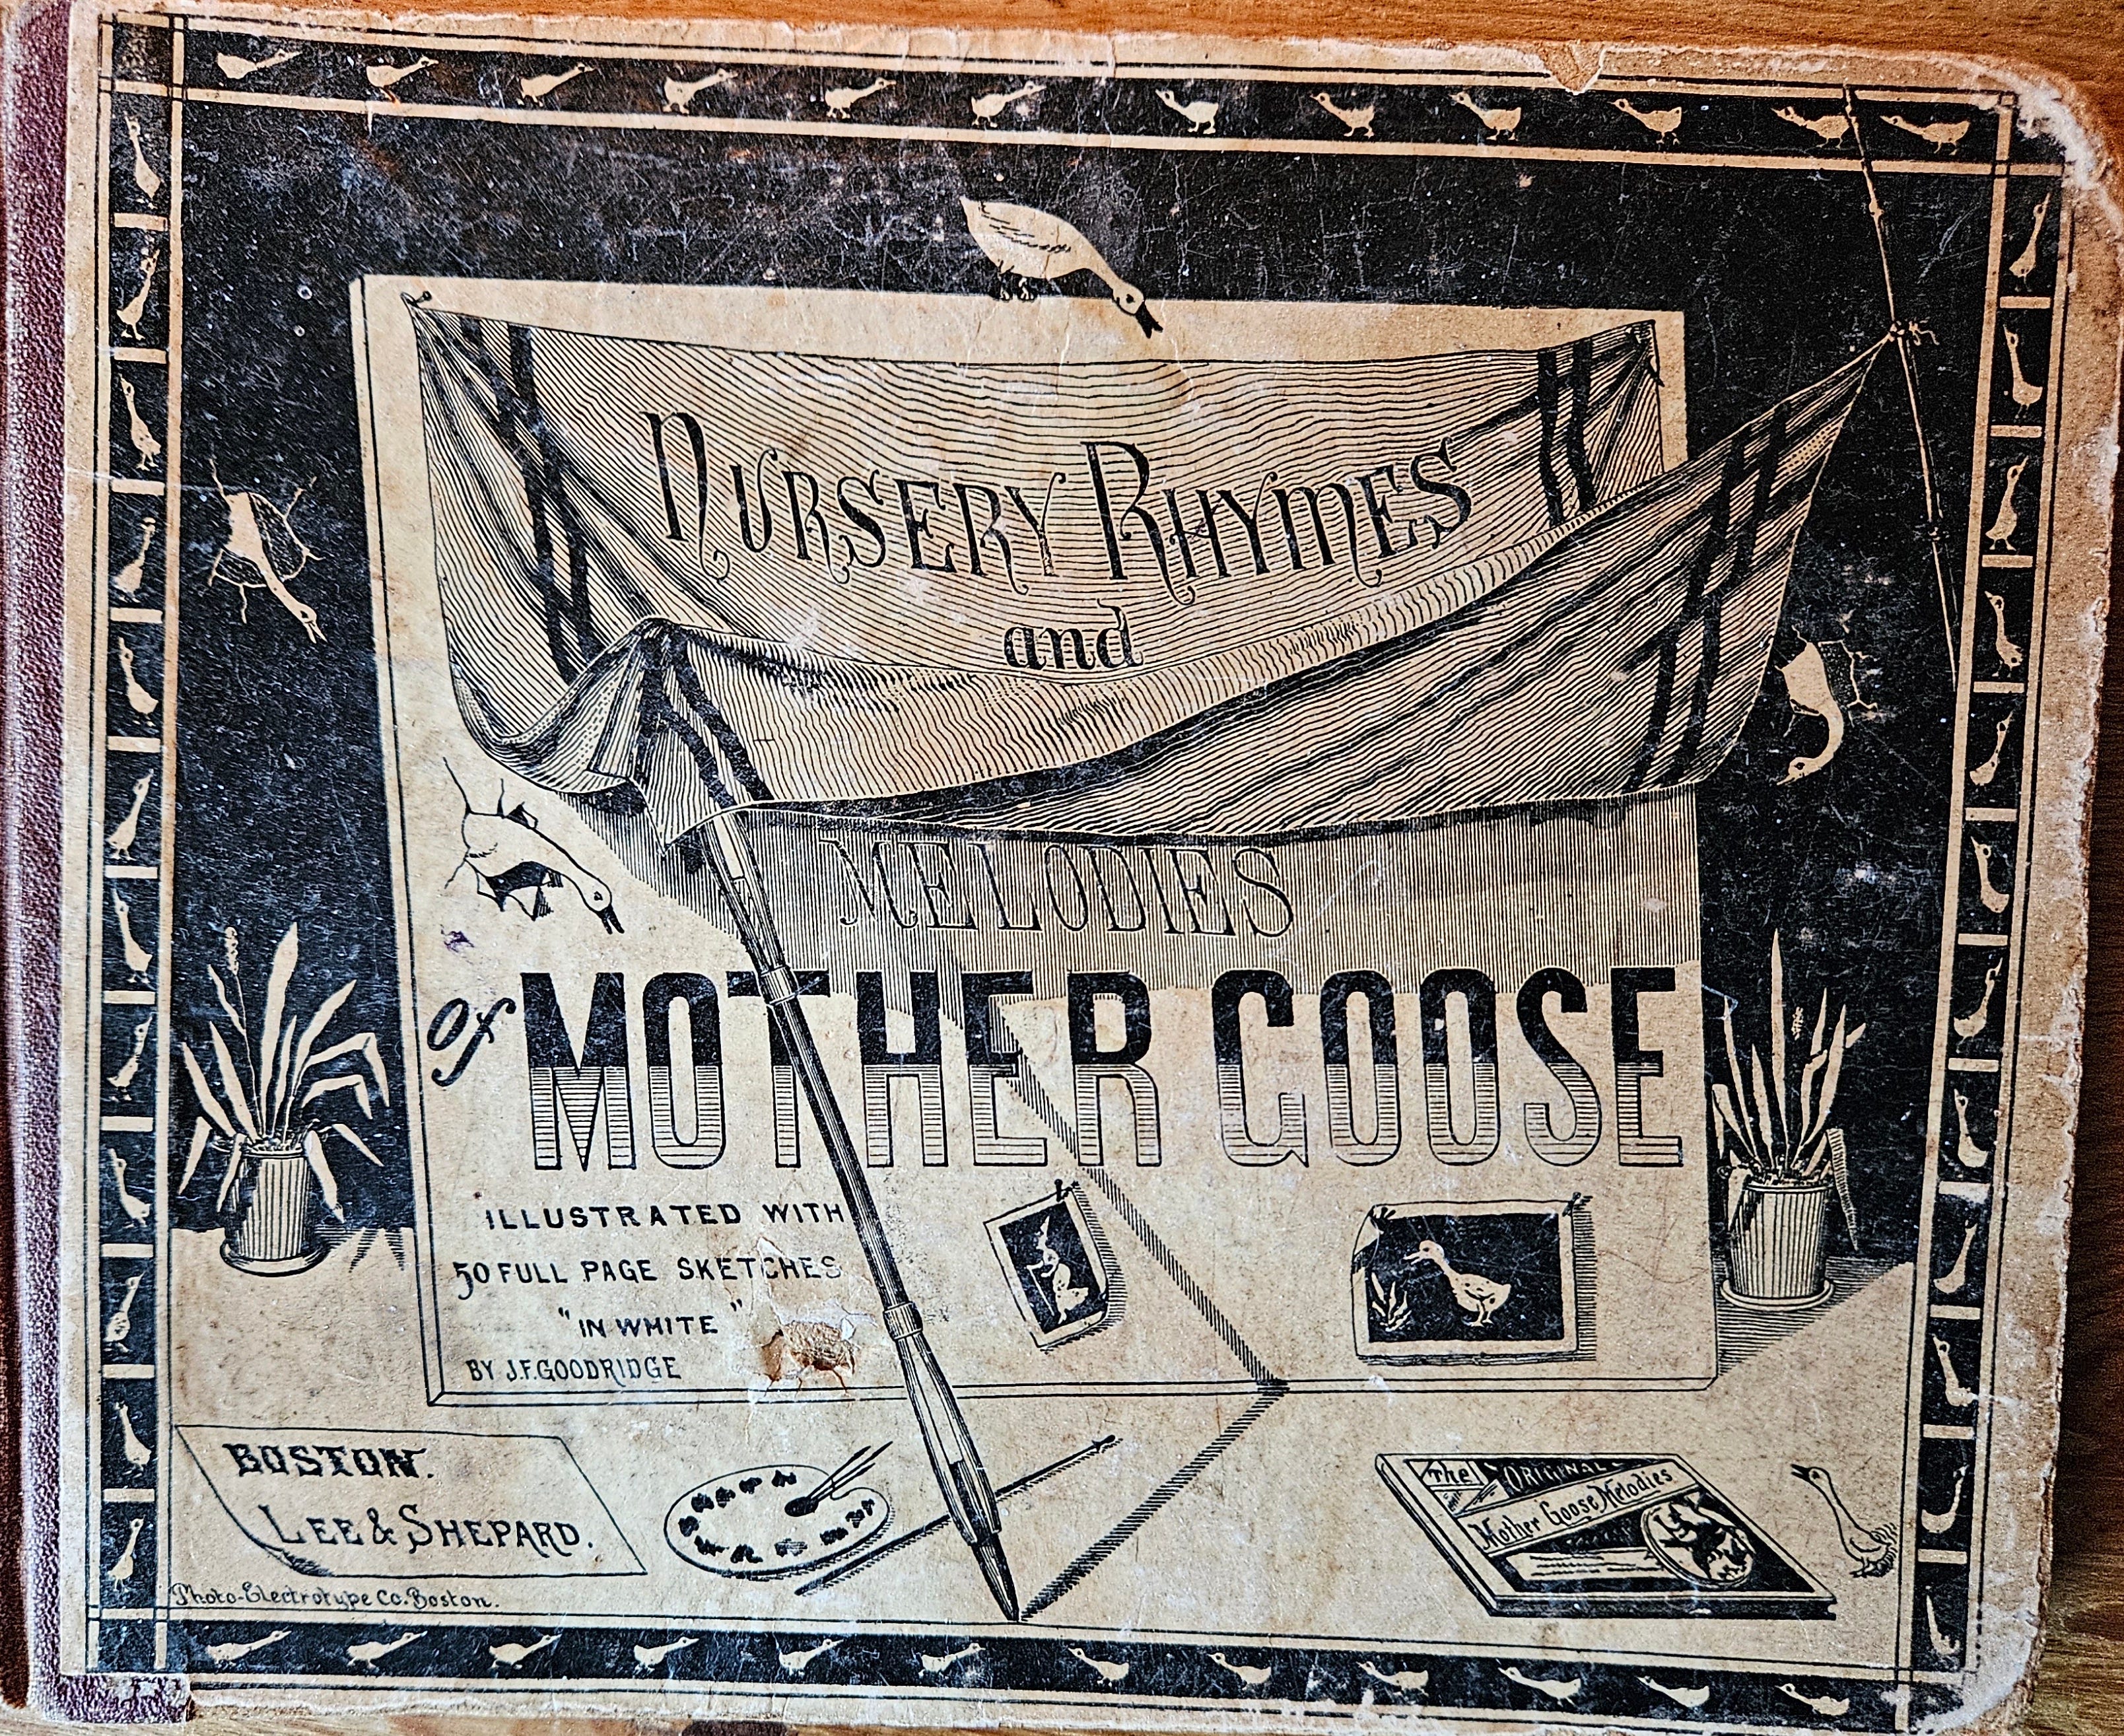 NURSERY RHYMES
and
MELODIES
of MOTHER GOOSE
ILLUSTRATED WITH
50 FULL PAGE SKETCHES
"IN WHITE"
BY J.F. GOODRIDGE
BOSTON.
LEE & SHEPARD.
Photo-Electrotype Co. Boston.
The ORIGINAL
Mother Goose Melodies